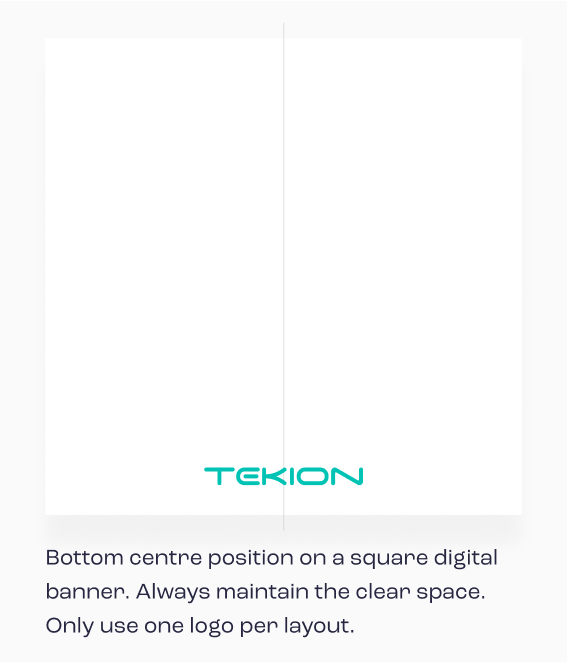 TEKION
Bottom centre position on a square digital
banner. Always maintain the clear space.
Only use one logo per layout.